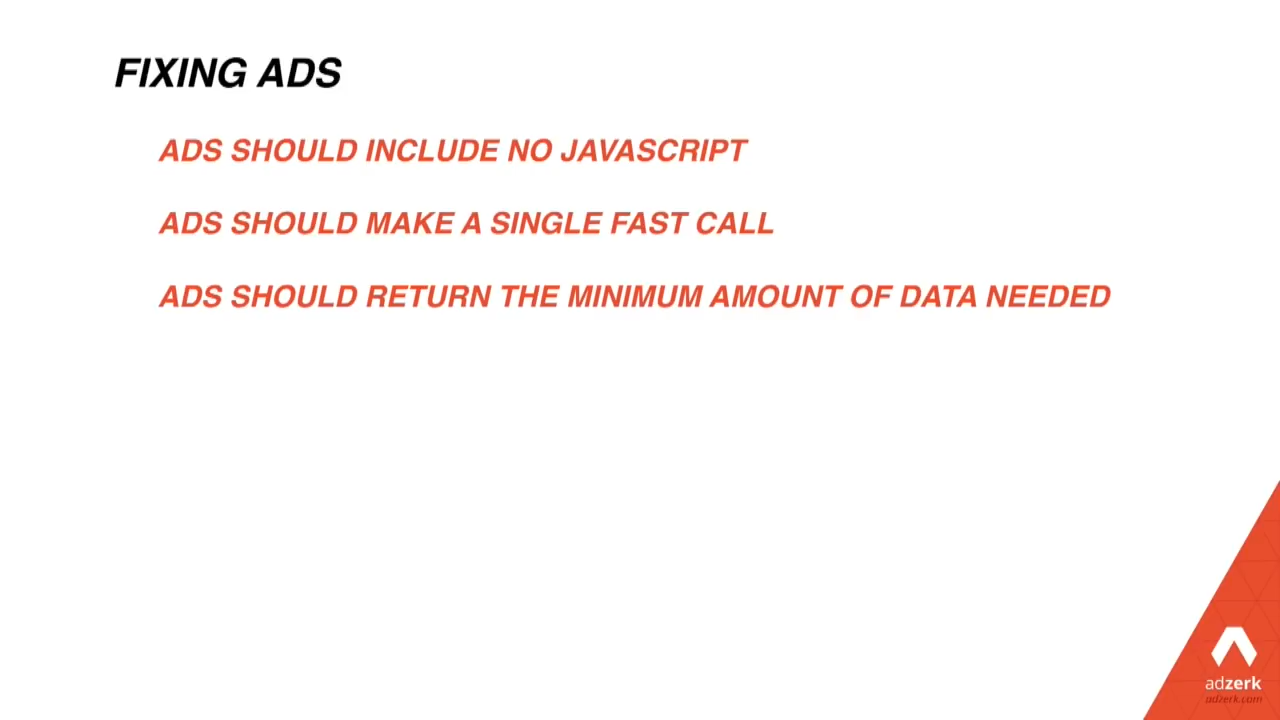 FIXING ADS
ADS SHOULD INCLUDE NO JAVASCRIPT
ADS SHOULD MAKE A SINGLE FAST CALL
ADS SHOULD RETURN THE MINIMUM AMOUNT OF DATA NEEDED
adzerk
adzerk.com